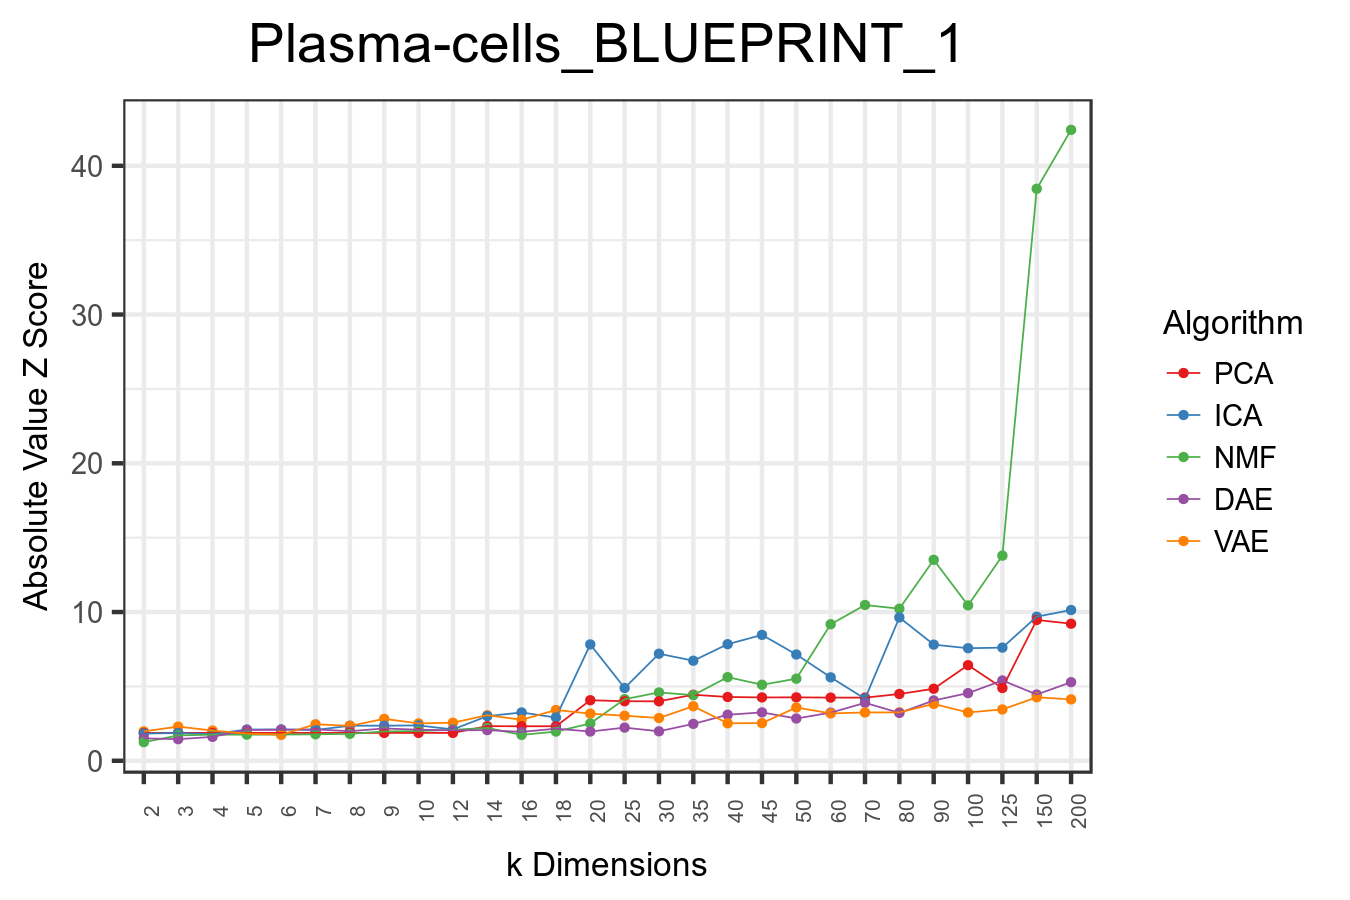 Plasma-cells_BLUEPRINT_1
Absolute Value Z Score
40
30
20
10
0
2 3 4 5 6 7 8 9 10 12 14 16 18 20 25 30 35 40 45 50 60 70 80 90 100 125 150 200
k Dimensions
Algorithm
PCA
ICA
NMF
DAE
VAE